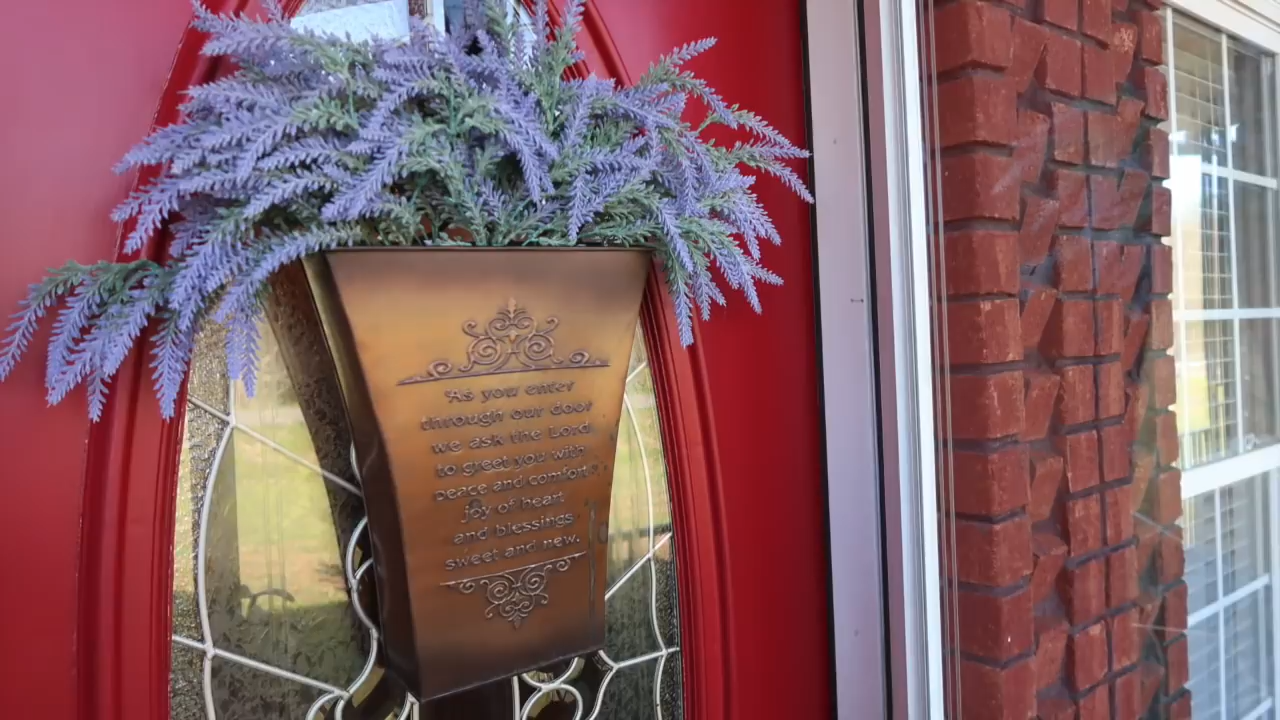 As you enter
through our door
we ask the Lord
to greet you with
peace and comfort
joy of heart
and blessings
sweet and new.